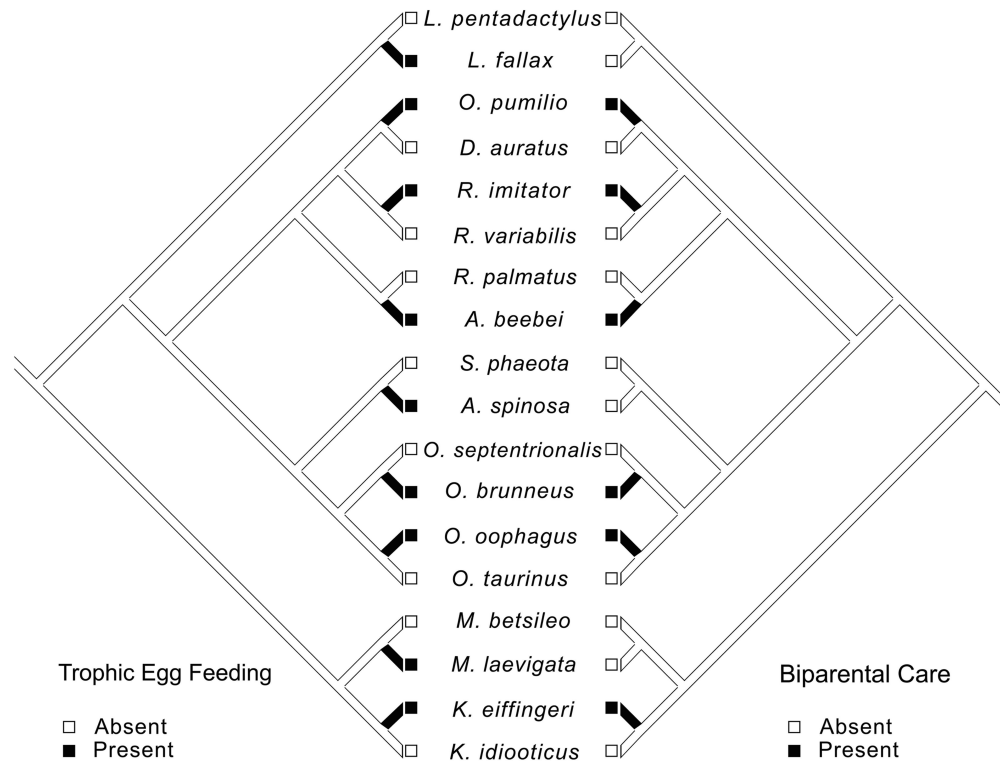 L. pentadactylus
L. fallax
O. pumilio
D. auratus
R. imitator
R. variabilis
R. palmatus
A. beebei
S. phaeota
A. spinosa
O. septentrionalis
O. brunneus
O. oophagus
O. taurinus
M. betsileo
M. laevigata
K. eiffingeri
K. idiooticus
Trophic Egg Feeding
Absent
Present
Biparental Care
Absent
Present